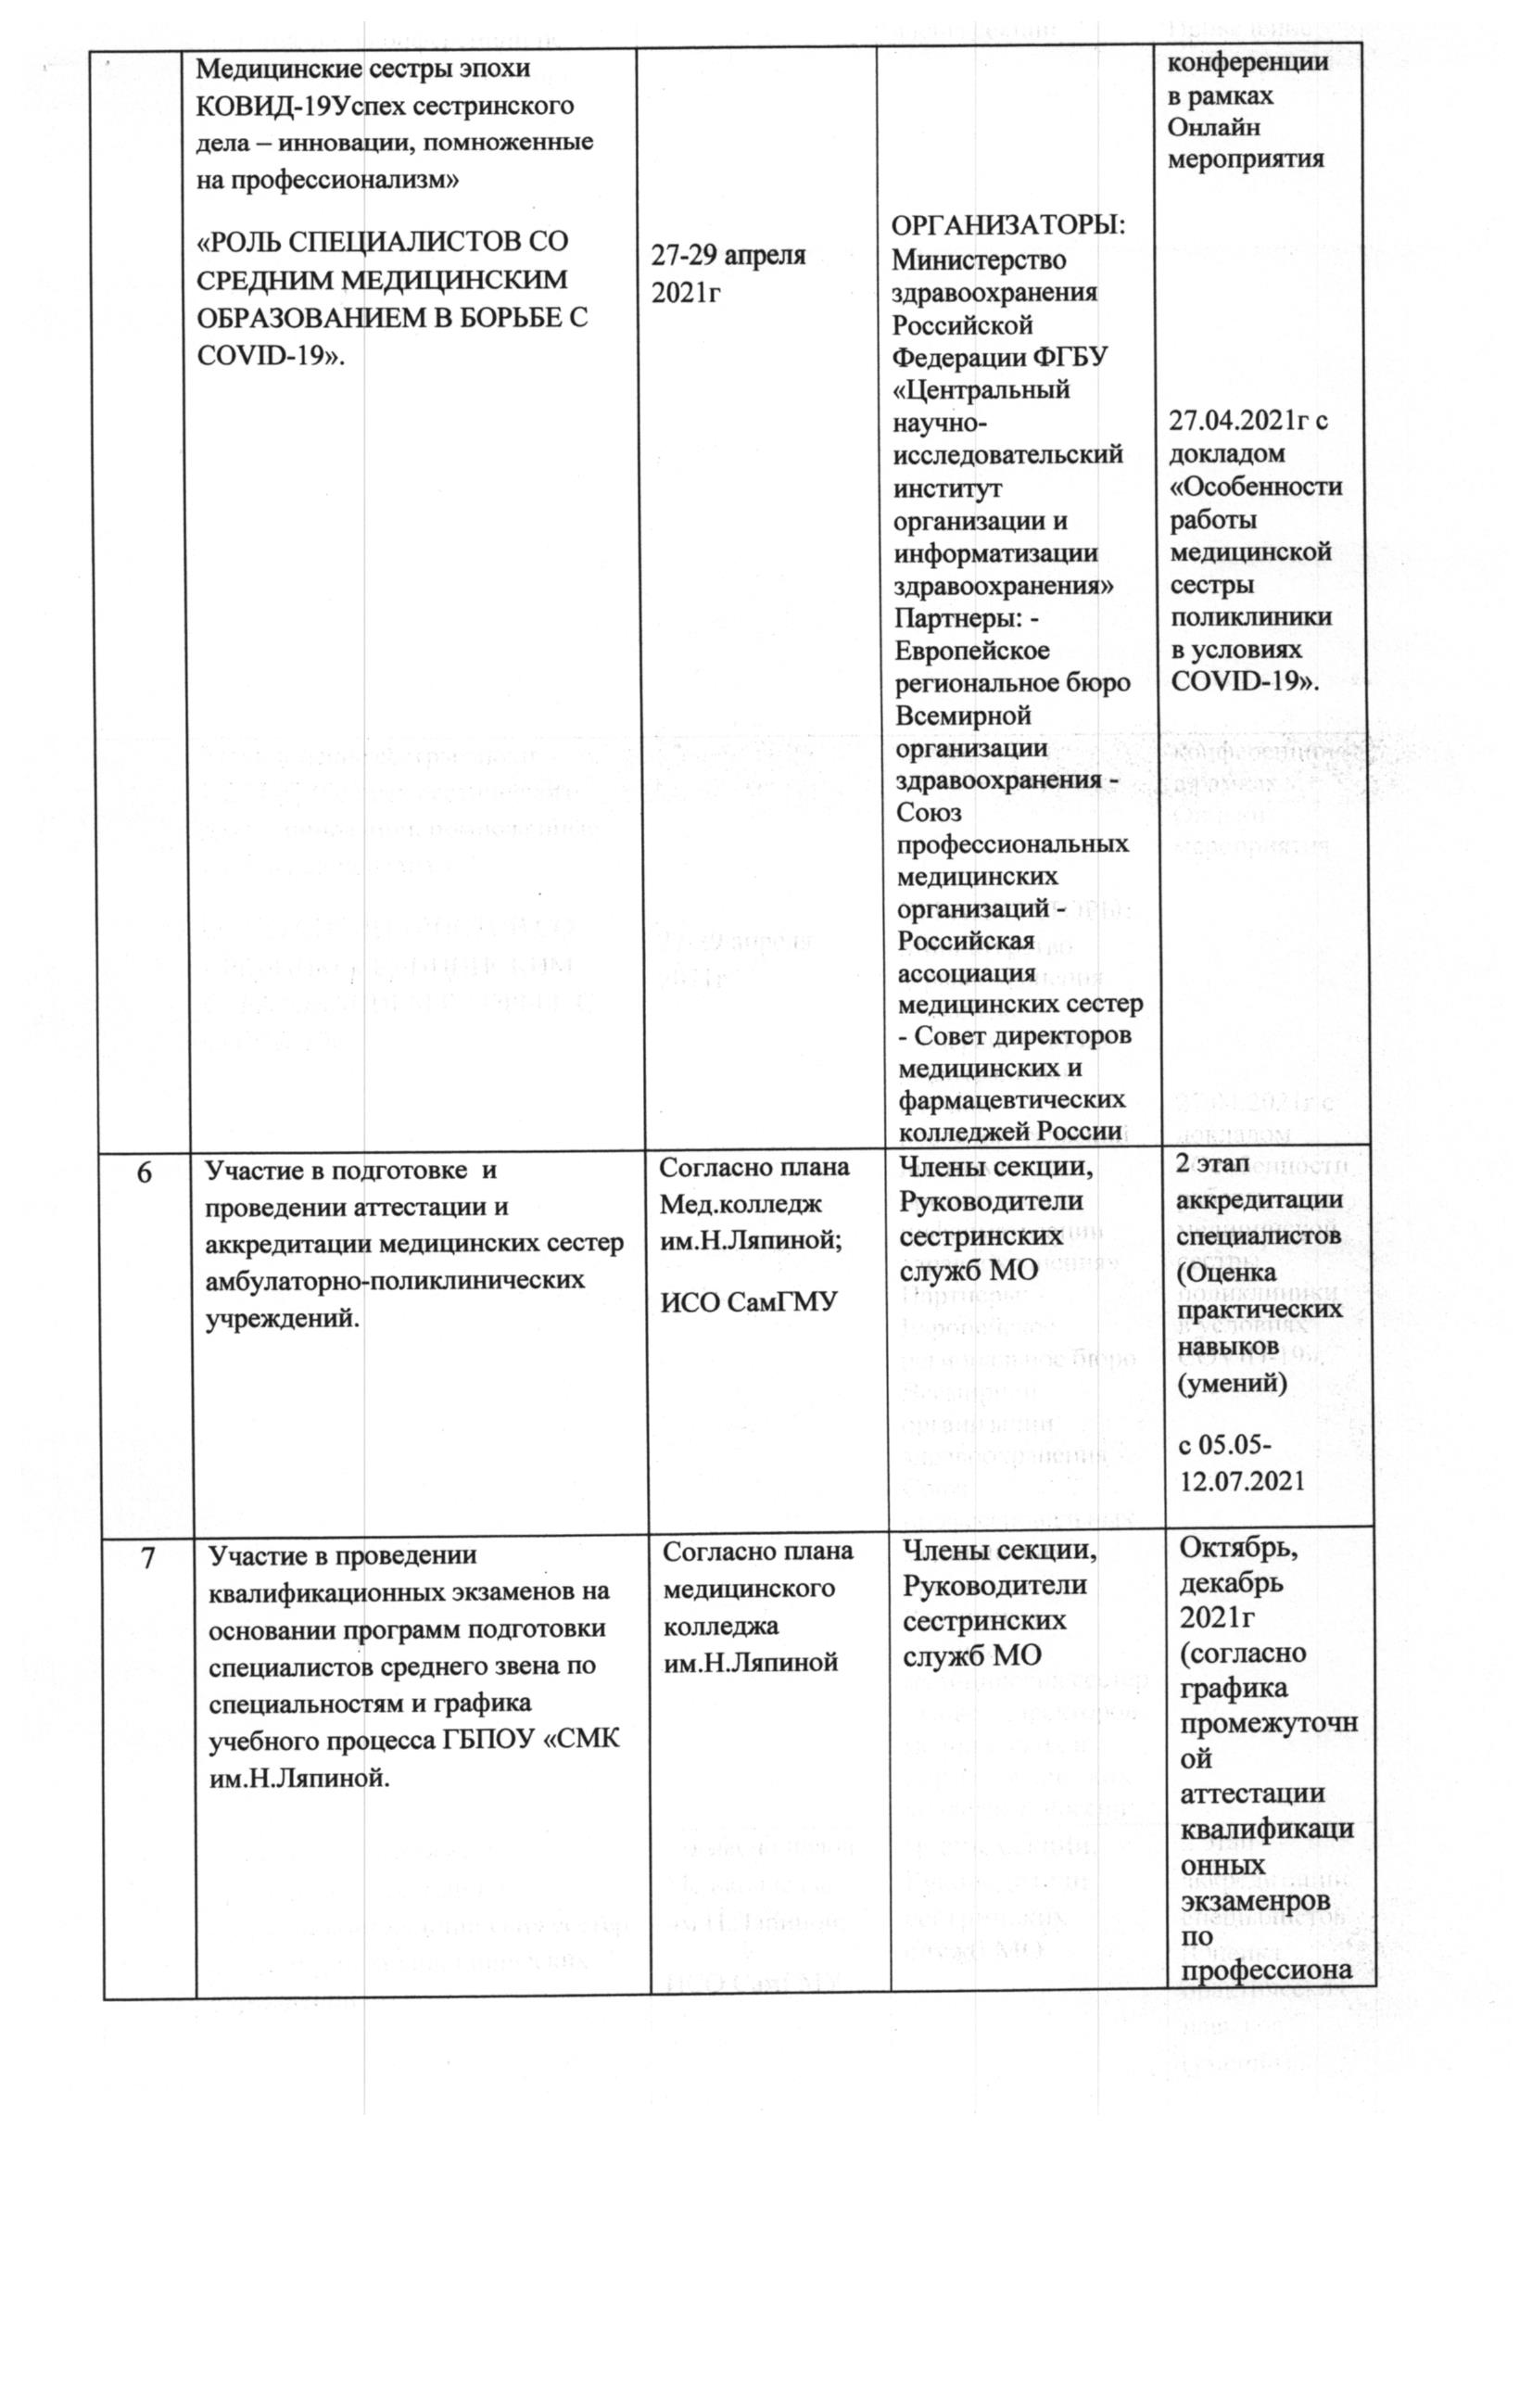 Медицинские сестры эпохи
КОВИД-19Успех сестринского
дела – инновации, помноженные
на профессионализм»
«РОЛЬ СПЕЦИАЛИСТОВ СО
СРЕДНИМ МЕДИЦИНСКИМ
ОБРАЗОВАНИЕМ В БОРЬБЕ С
COVID-19».
27-29 апреля
2021г
ОРГАНИЗАТОРЫ:
Министерство
здравоохранения
Российской
Федерации ФГБУ
«Центральный
научно-
исследовательский
институт
организации и
информатизации
здравоохранения»
Партнеры: -
Европейское
региональное бюро
Всемирной
организации
здравоохранения -
Союз
профессиональных
медицинских
организаций -
Российская
ассоциация
медицинских сестер
- Совет директоров
медицинских и
фармацевтических
колледжей России
конференции
в рамках
Онлайн
мероприятия
27.04.2021г с
докладом
«Особенности
работы
медицинской
сестры
поликлиники
в условиях
COVID-19».
6
Участие в подготовке и
проведении аттестации и
аккредитации медицинских сестер
амбулаторно-поликлинических
учреждений.
Согласно плана
Мед.колледж
им.Н.Ляпиной;
ИСО СамГМУ
Члены секции,
Руководители
сестринских
служб МО
2 этап
аккредитации
специалистов
(Оценка
практических
навыков
(умений)
с 05.05-
12.07.2021
7
Участие в проведении
квалификационных экзаменов на
основании программ подготовки
специалистов среднего звена по
специальностям и графика
учебного процесса ГБПОУ «СМК
им.Н.Ляпиной.
Согласно плана
медицинского
колледжа
им.Н.Ляпиной
Члены секции,
Руководители
сестринских
служб МО
Октябрь,
декабрь
2021г
(согласно
графика
промежуточн
ой
аттестации
квалификаци
онных
экзаменров
по
профессиона